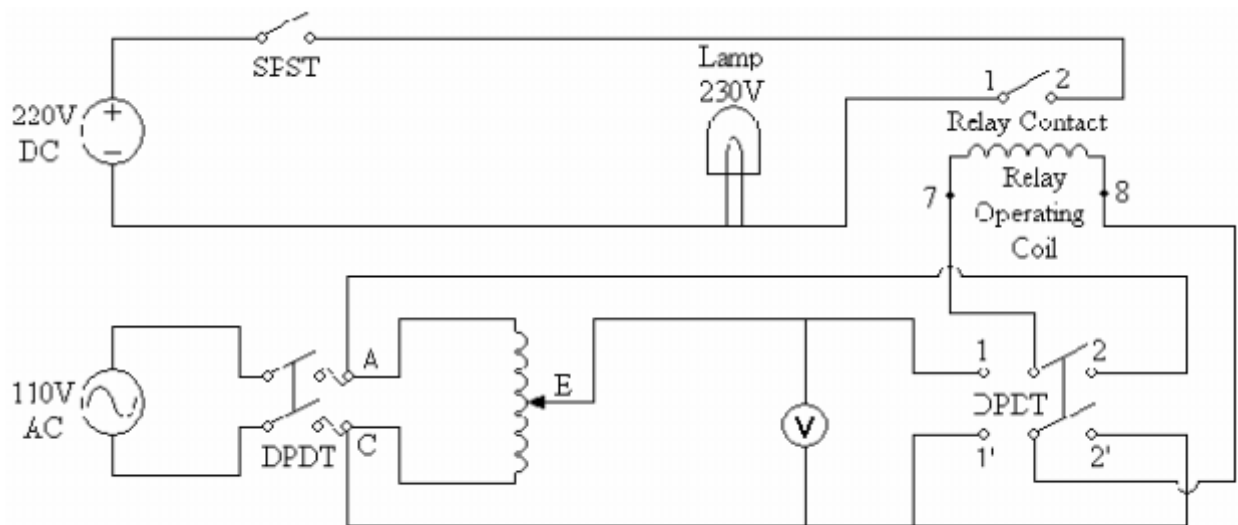 SPST
Lamp
230V
220V
DC
+
−
1 2
Relay Contact
7
Relay
Operating
Coil
8
A
E
110V
AC
DPDT
C
V
1 2
DPDT
1' 2'